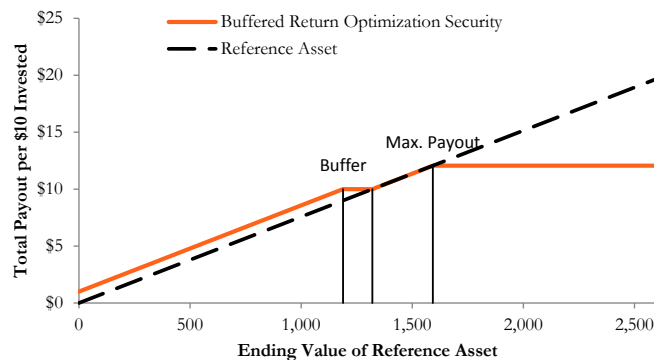 $25
Buffered Return Optimization Security
Reference Asset
$20
$15
Max. Payout
Buffer
$10
$5
$0
Total Payout per $10 Invested
0
500
1,000
1,500
2,000
2,500
Ending Value of Reference Asset